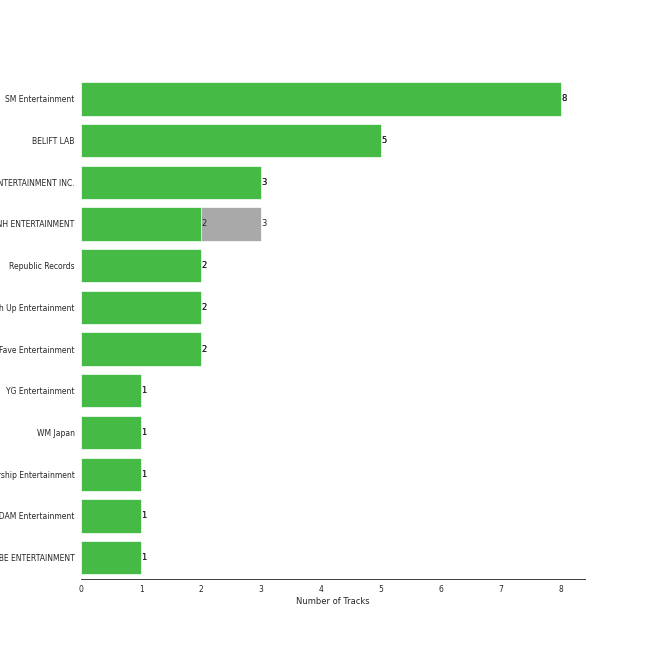 SM Entertainment 8
BELIFT LAB 5
NTERTAINMENT INC. 3
NH ENTERTAINMENT 2 3
Republic Records 2
h Up Entertainment 2
Fave Entertainment 2
YG Entertainment 1
WM Japan 1
rship Entertainment 1
DAM Entertainment 1
BE ENTERTAINMENT 1
0 1 2 3 4 5 6 7 8
Number of Tracks